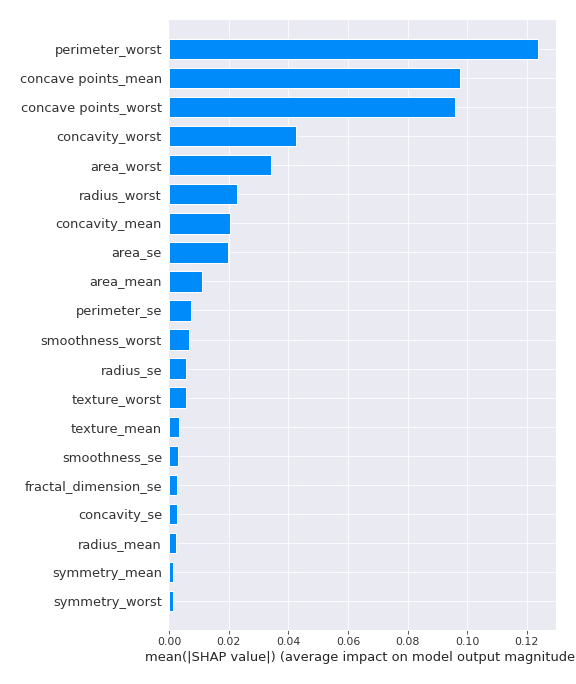 perimeter_worst
concave points_mean
concave points_worst
concavity_worst
area_worst
radius_worst
concavity_mean
area_se
area_mean
perimeter_se
smoothness_worst
radius_se
texture_worst
texture_mean
smoothness_se
fractal_dimension_se
concavity_se
radius_mean
symmetry_mean
symmetry_worst
0.00 0.02 0.04 0.06 0.08 0.10 0.12
mean(|SHAP value|) (average impact on model output magnitude